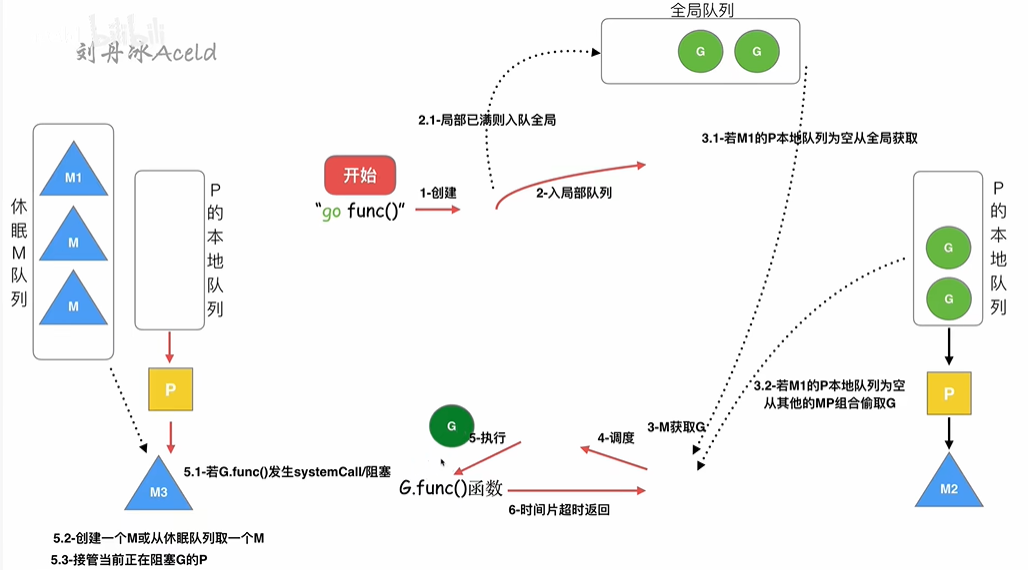 bilibili
刘丹冰Aceld
全局队列
G
G
2.1-局部已满则入队全局
3.1-若M1的P本地队列为空从全局获取
开始
"go func()"
1-创建
2-入局部队列
休眠M队列
M1
M
M
P的本地队列
P
M3
P的本地队列
G
G
P
M2
3.2-若M1的P本地队列为空
从其他的MP组合偷取G
3-M获取G
4-调度
G
5-执行
5.1-若G.func()发生systemCall/阻塞
G.func()函数
6-时间片超时返回
5.2-创建一个M或从休眠队列取一个M
5.3-接管当前正在阻塞G的P